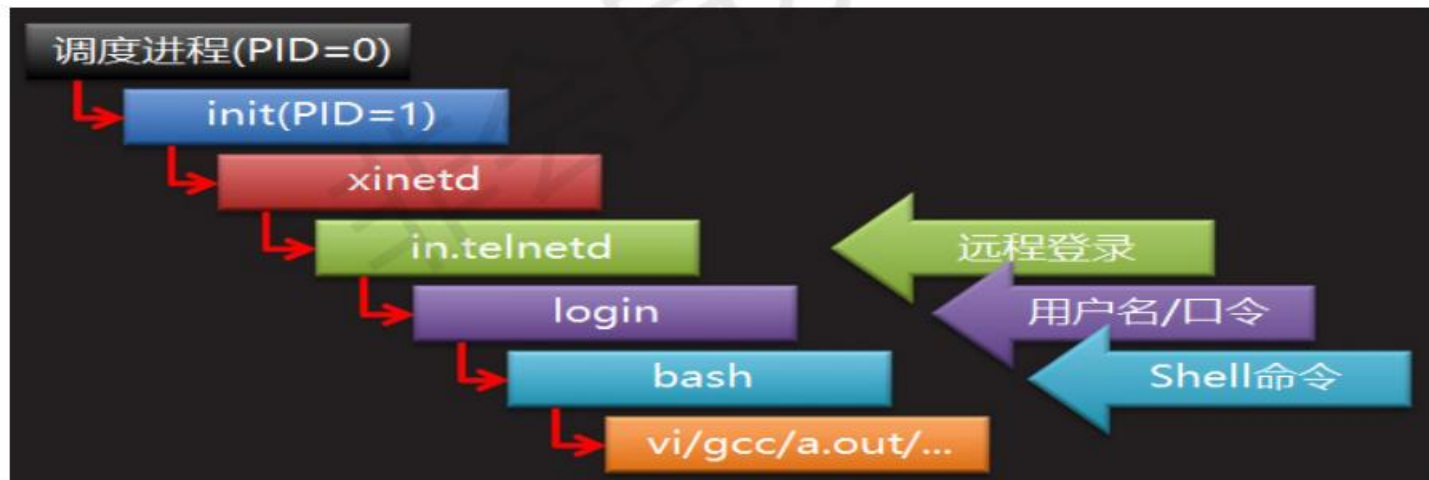 调度进程(PID=0)
init(PID=1)
xinetd
in.telnetd
远程登录
login
用户名/口令
bash
Shell命令
vi/gcc/a.out/...